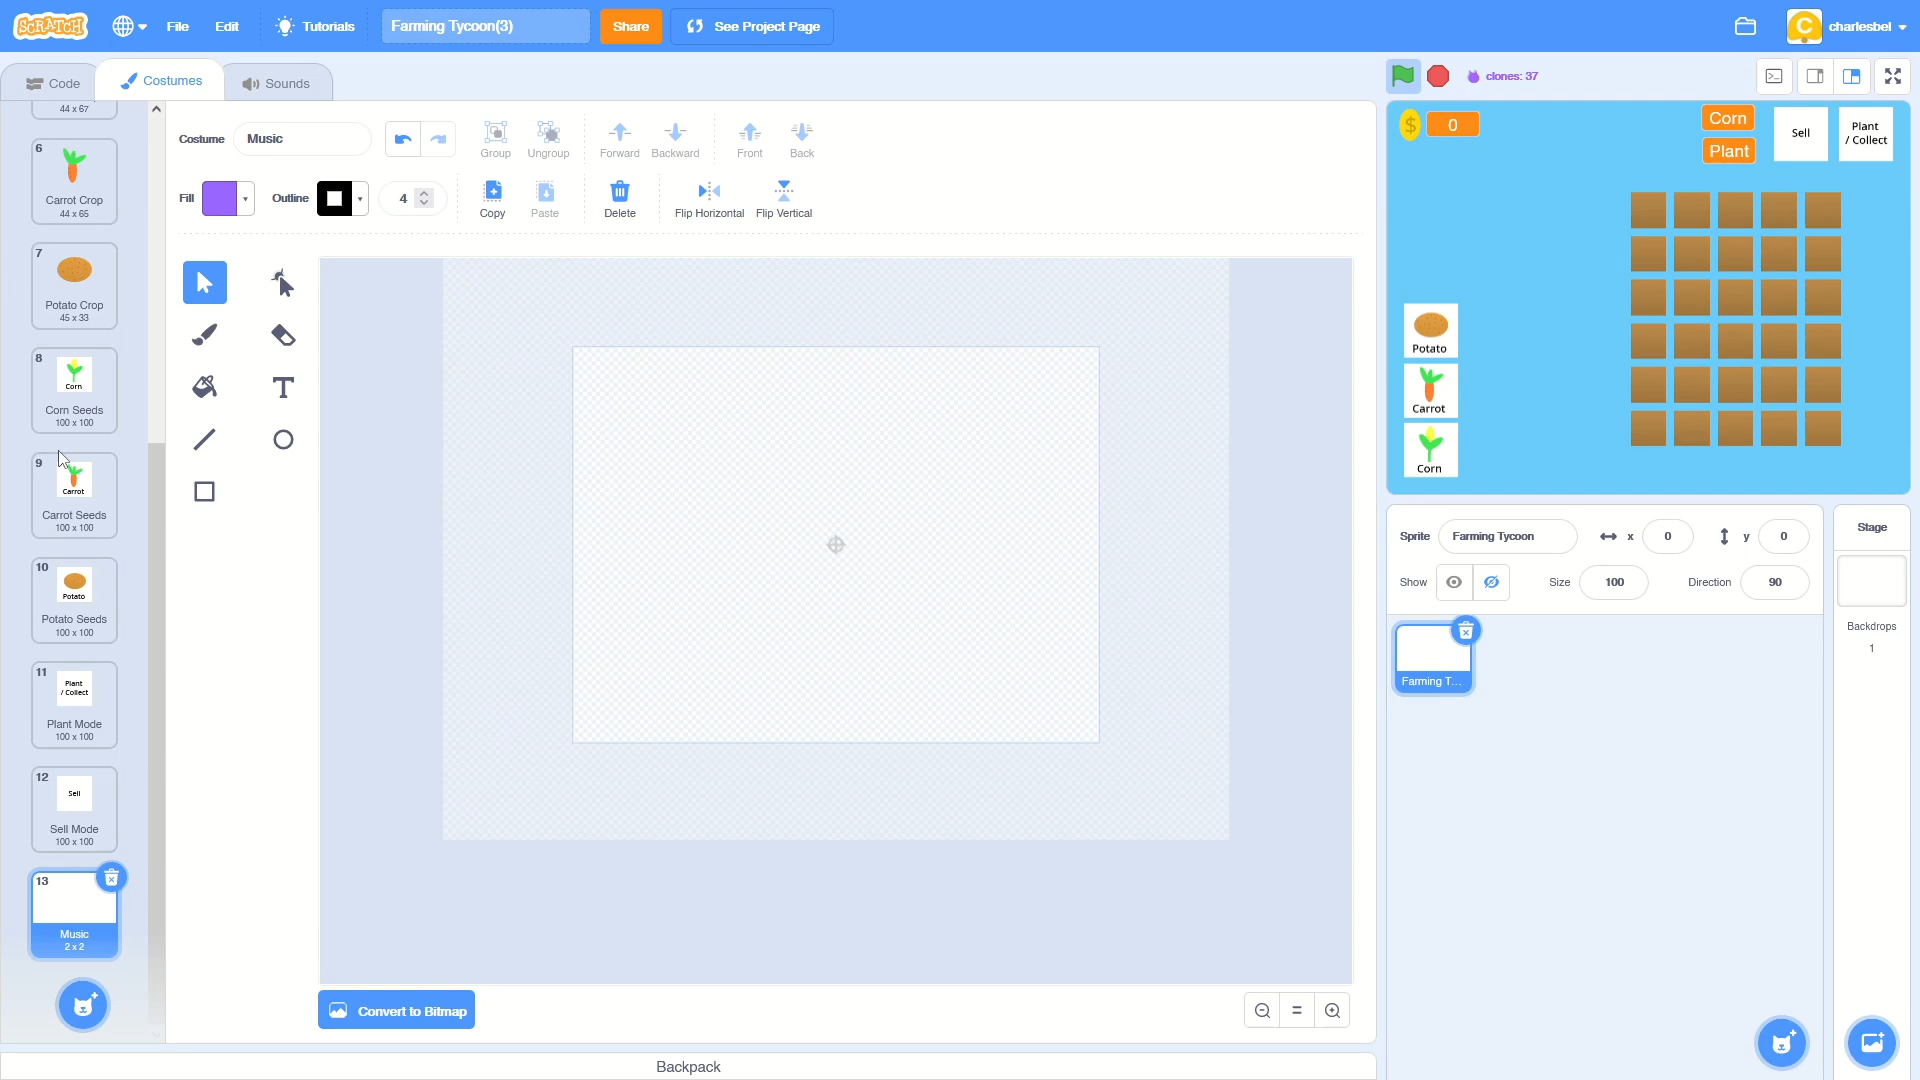 SCRATCH
File
Edit
Tutorials
Farming Tycoon(3)
Share
See Project Page
C
charlesbel
Code
Costumes
Sounds
clones: 37
44 x 67
6
Carrot Crop
44 x 65
7
Potato Crop
45 x 33
8
Corn
Corn Seeds
100 x 100
9
Carrot
Carrot Seeds
100 x 100
10
Potato
Potato Seeds
100 x 100
11
Plant
/ Collect
Plant Mode
100 x 100
12
Sell
Sell Mode
100 x 100
13
Music
2 x 2
Costume
Music
Group
Ungroup
Forward
Backward
Front
Back
Fill
Outline
4
Copy
Paste
Delete
Flip Horizontal
Flip Vertical
Convert to Bitmap
Backpack
$
0
Corn
Plant
Sell
Plant
/ Collect
Potato
Carrot
Corn
Sprite
Farming Tycoon
x
0
y
0
Show
Size
100
Direction
90
Farming T...
Stage
Backdrops
1